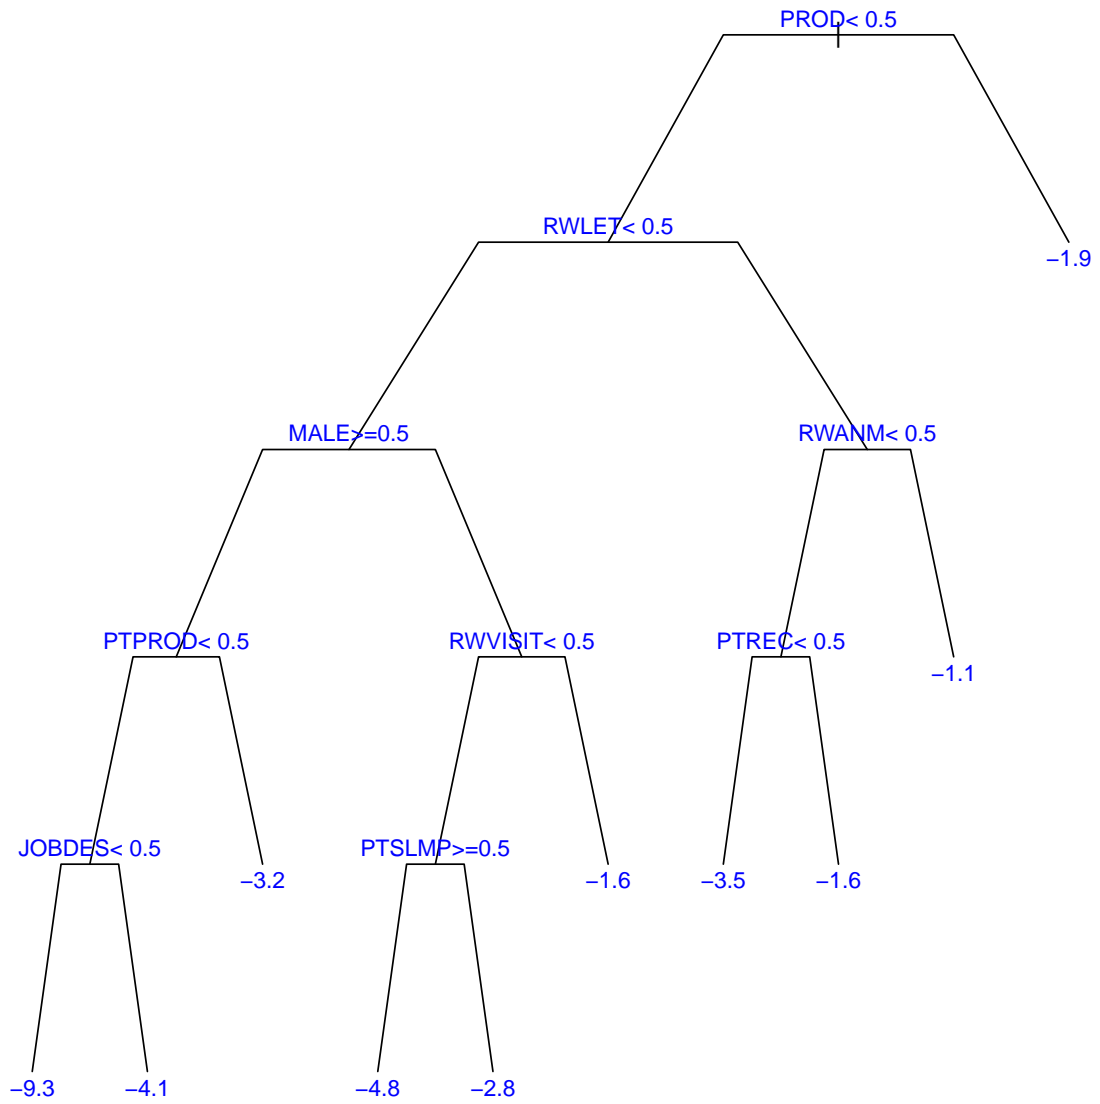 PROD< 0.5
RWLET< 0.5
−1.9
MALE>=0.5
RWANM< 0.5
PTPROD< 0.5
RWVISIT< 0.5
PTREC< 0.5
−1.1
JOBDES< 0.5
−3.2
PTSLMP>=0.5
−1.6
−3.5
−1.6
−9.3
−4.1
−4.8
−2.8